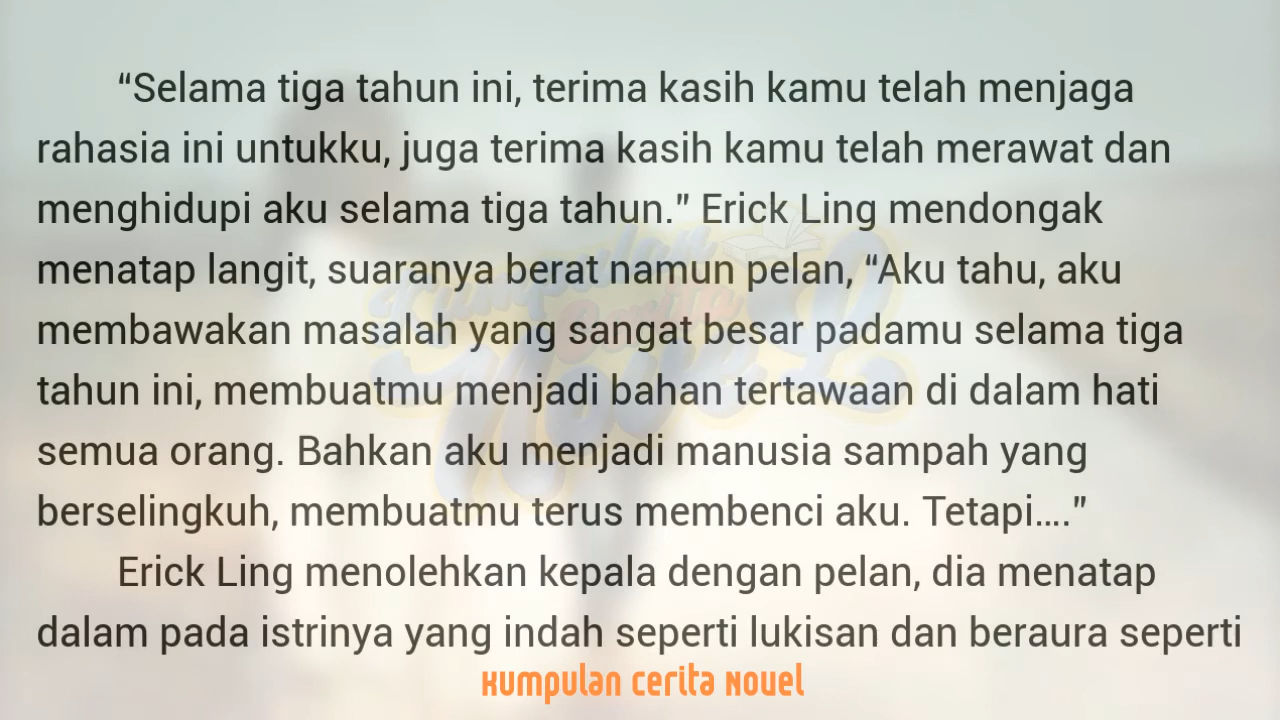 “Selama tiga tahun ini, terima kasih kamu telah menjaga
rahasia ini untukku, juga terima kasih kamu telah merawat dan
menghidupi aku selama tiga tahun.” Erick Ling mendongak
menatap langit, suaranya berat namun pelan, “Aku tahu, aku
membawakan masalah yang sangat besar padamu selama tiga
tahun ini, membuatmu menjadi bahan tertawaan di dalam hati
semua orang. Bahkan aku menjadi manusia sampah yang
berselingkuh, membuatmu terus membenci aku. Tetapi….”
Erick Ling menolehkan kepala dengan pelan, dia menatap
dalam pada istrinya yang indah seperti lukisan dan beraura seperti
Kumpulan Cerita Novel